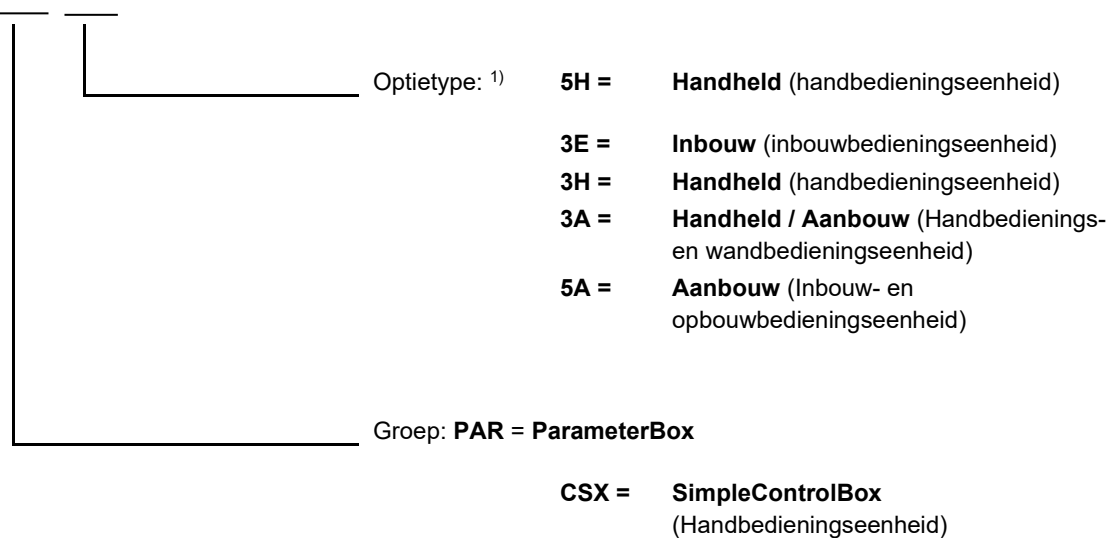 Optietype: 1) 5H = Handheld (handbedieningseenheid)
3E = Inbouw (inbouwbedieningseenheid)
3H = Handheld (handbedieningseenheid)
3A = Handheld / Aanbouw (Handbedienings-
en wandbedieningseenheid)
5A = Aanbouw (Inbouw- en
opbouwbedieningseenheid)
Groep: PAR = ParameterBox
CSX = SimpleControlBox
(Handbedieningseenheid)